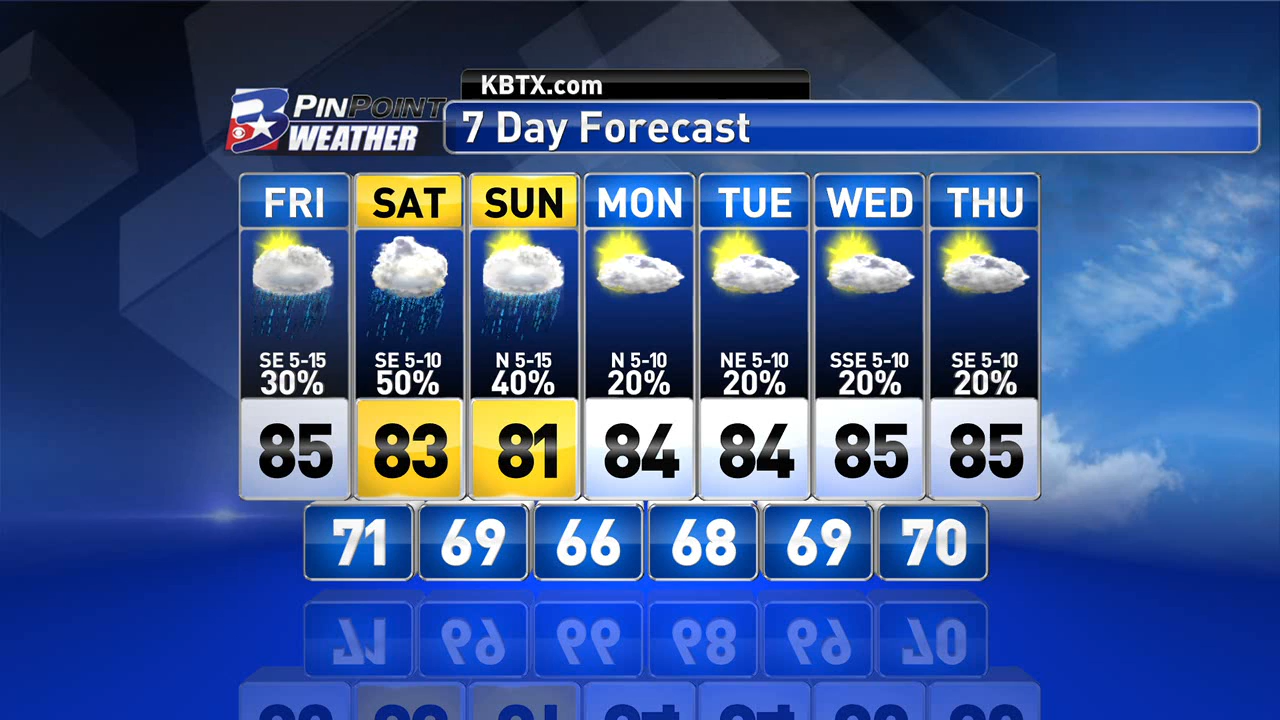 KBTX.com
PINPOINT
WEATHER
7 Day Forecast
FRI SAT SUN MON TUE WED THU
SE 5-15 SE 5-10 N 5-15 N 5-10 NE 5-10 SSE 5-10 SE 5-10
30% 50% 40% 20% 20% 20% 20%
85 83 81 84 84 85 85
71 69 66 68 69 70